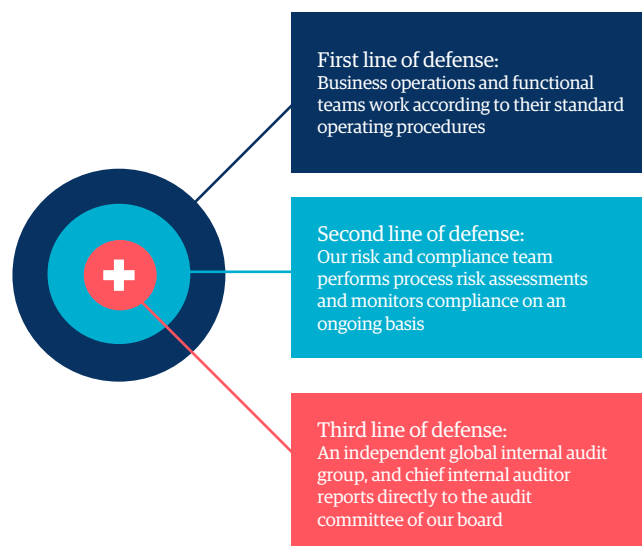 First line of defense:
Business operations and functional
teams work according to their standard
operating procedures
Second line of defense:
Our risk and compliance team
performs process risk assessments
and monitors compliance on an
ongoing basis
Third line of defense:
An independent global internal audit
group, and chief internal auditor
reports directly to the audit
committee of our board